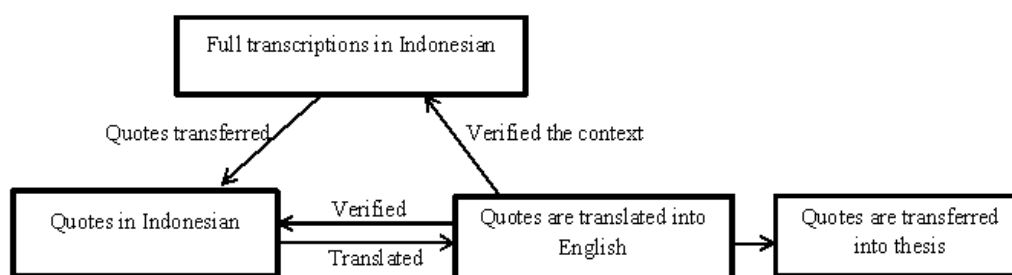 Full transcriptions in Indonesian
Quotes transferred
Verified the context
Quotes in Indonesian
Verified
Translated
Quotes are translated into
English
Quotes are transferred
into thesis